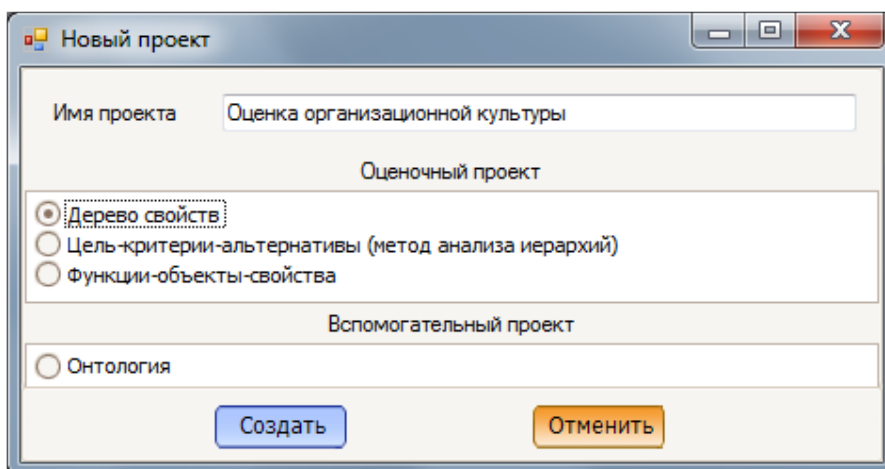 Новый проект
Имя проекта Оценка организационной культуры
Оценочный проект
Дерево свойств
Цель-критерии-альтернативы (метод анализа иерархий)
Функции-объекты-свойства
Вспомогательный проект
Онтология
Создать Отменить